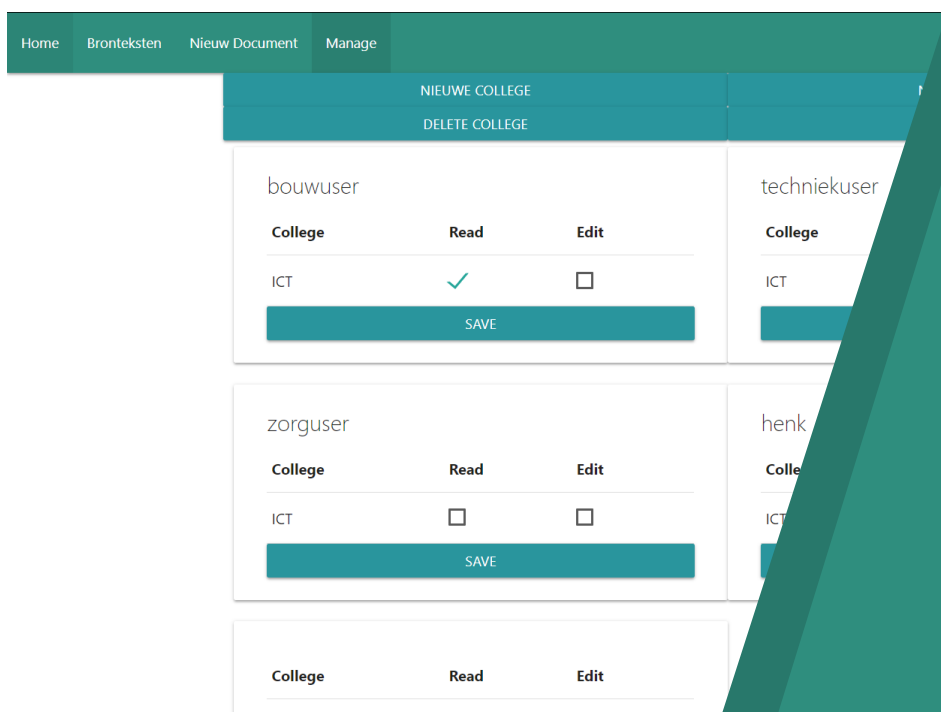 Home Bronteksten Nieuw Document Manage
NIEUWE COLLEGE
DELETE COLLEGE
bouwuser techniekuser
College Read Edit College
ICT ICT
SAVE
zorguser henk
College Read Edit
ICT ICT
SAVE
College Read Edit